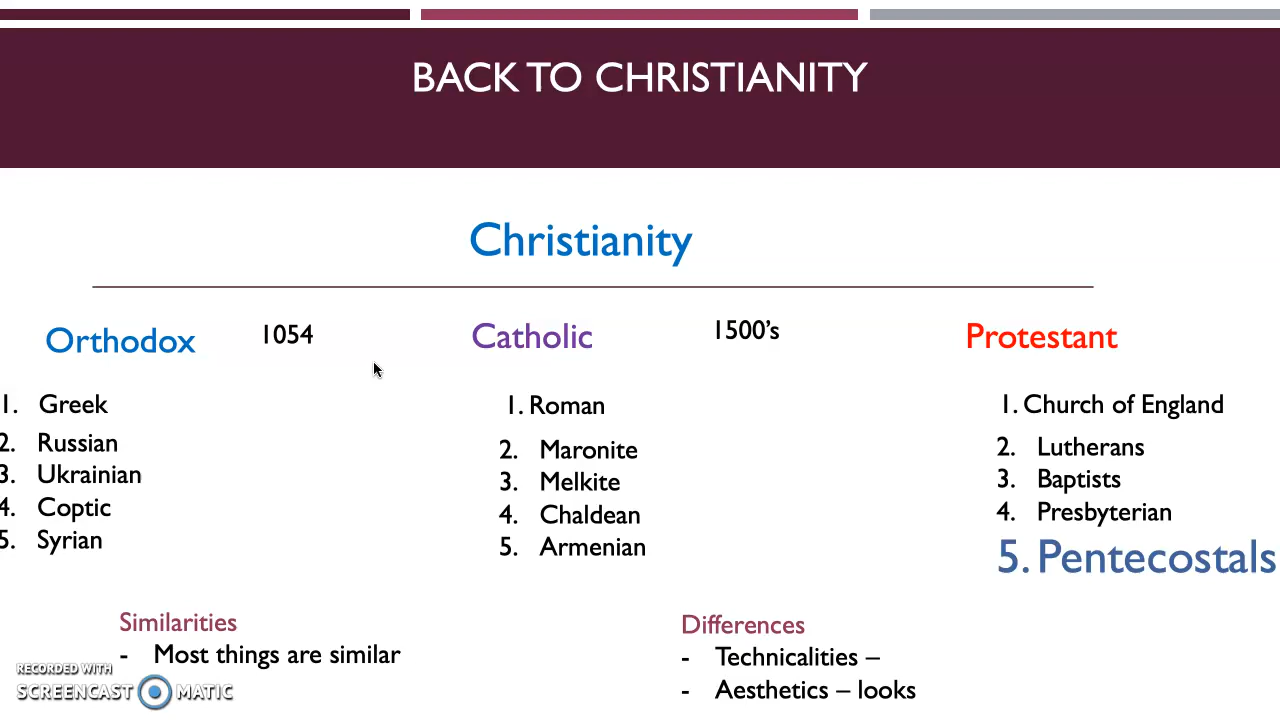 BACK TO CHRISTIANITY
Christianity
Orthodox
1054
Catholic
1500's
Protestant
1. Greek
2. Russian
3. Ukrainian
4. Coptic
5. Syrian
1. Roman
2. Maronite
3. Melkite
4. Chaldean
5. Armenian
1. Church of England
2. Lutherans
3. Baptists
4. Presbyterian
5. Pentecostals
Similarities
- Most things are similar
Differences
- Technicalities –
- Aesthetics – looks
RECORDED WITH
SCREENCAST MATIC